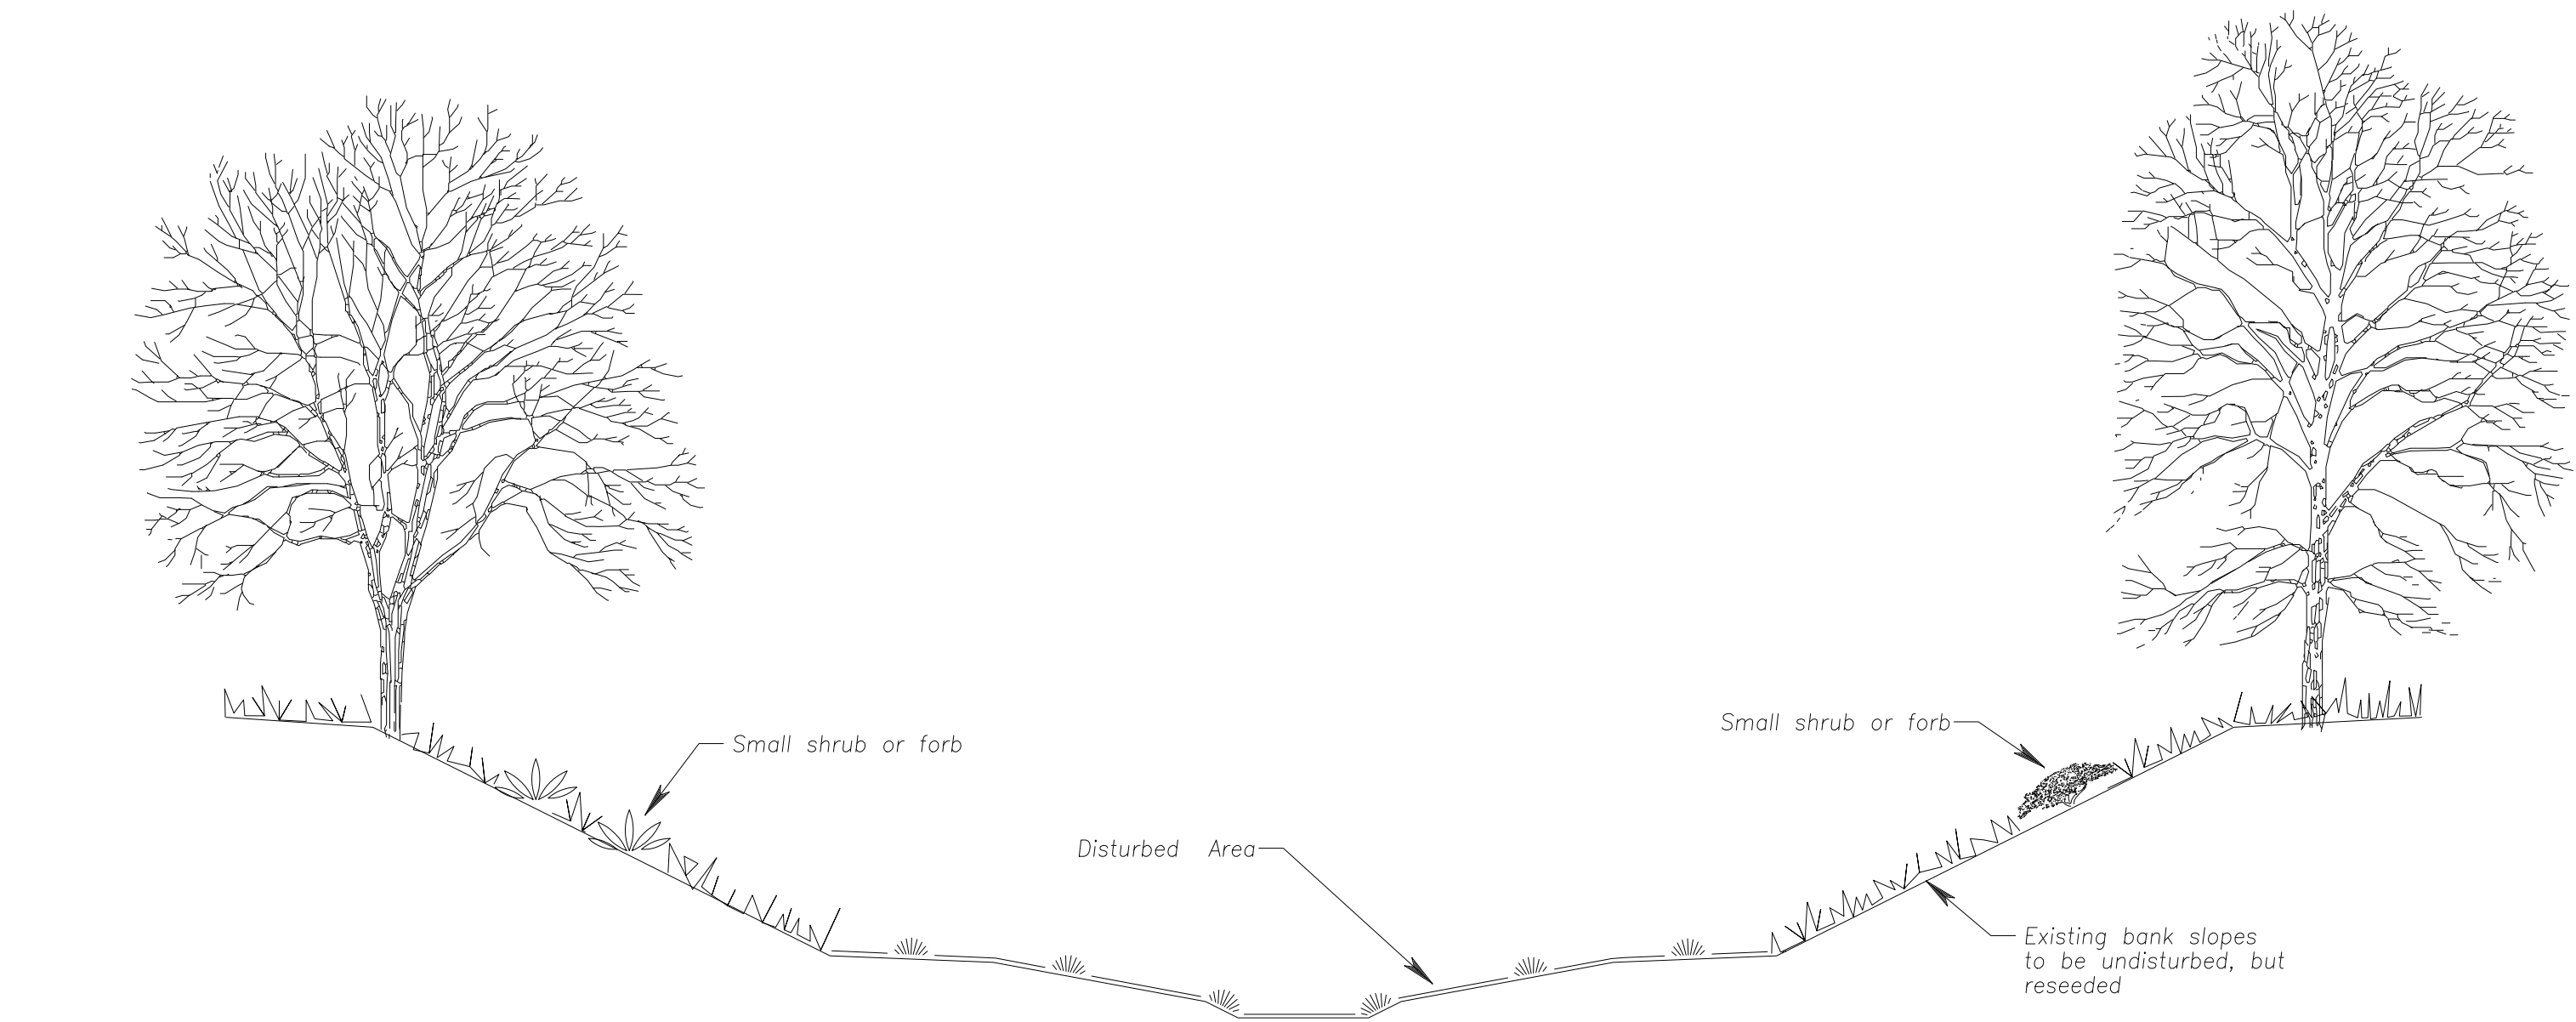 Small shrub or forb
Small shrub or forb
Disturbed Area
Existing bank slopes
to be undisturbed, but
reseeded